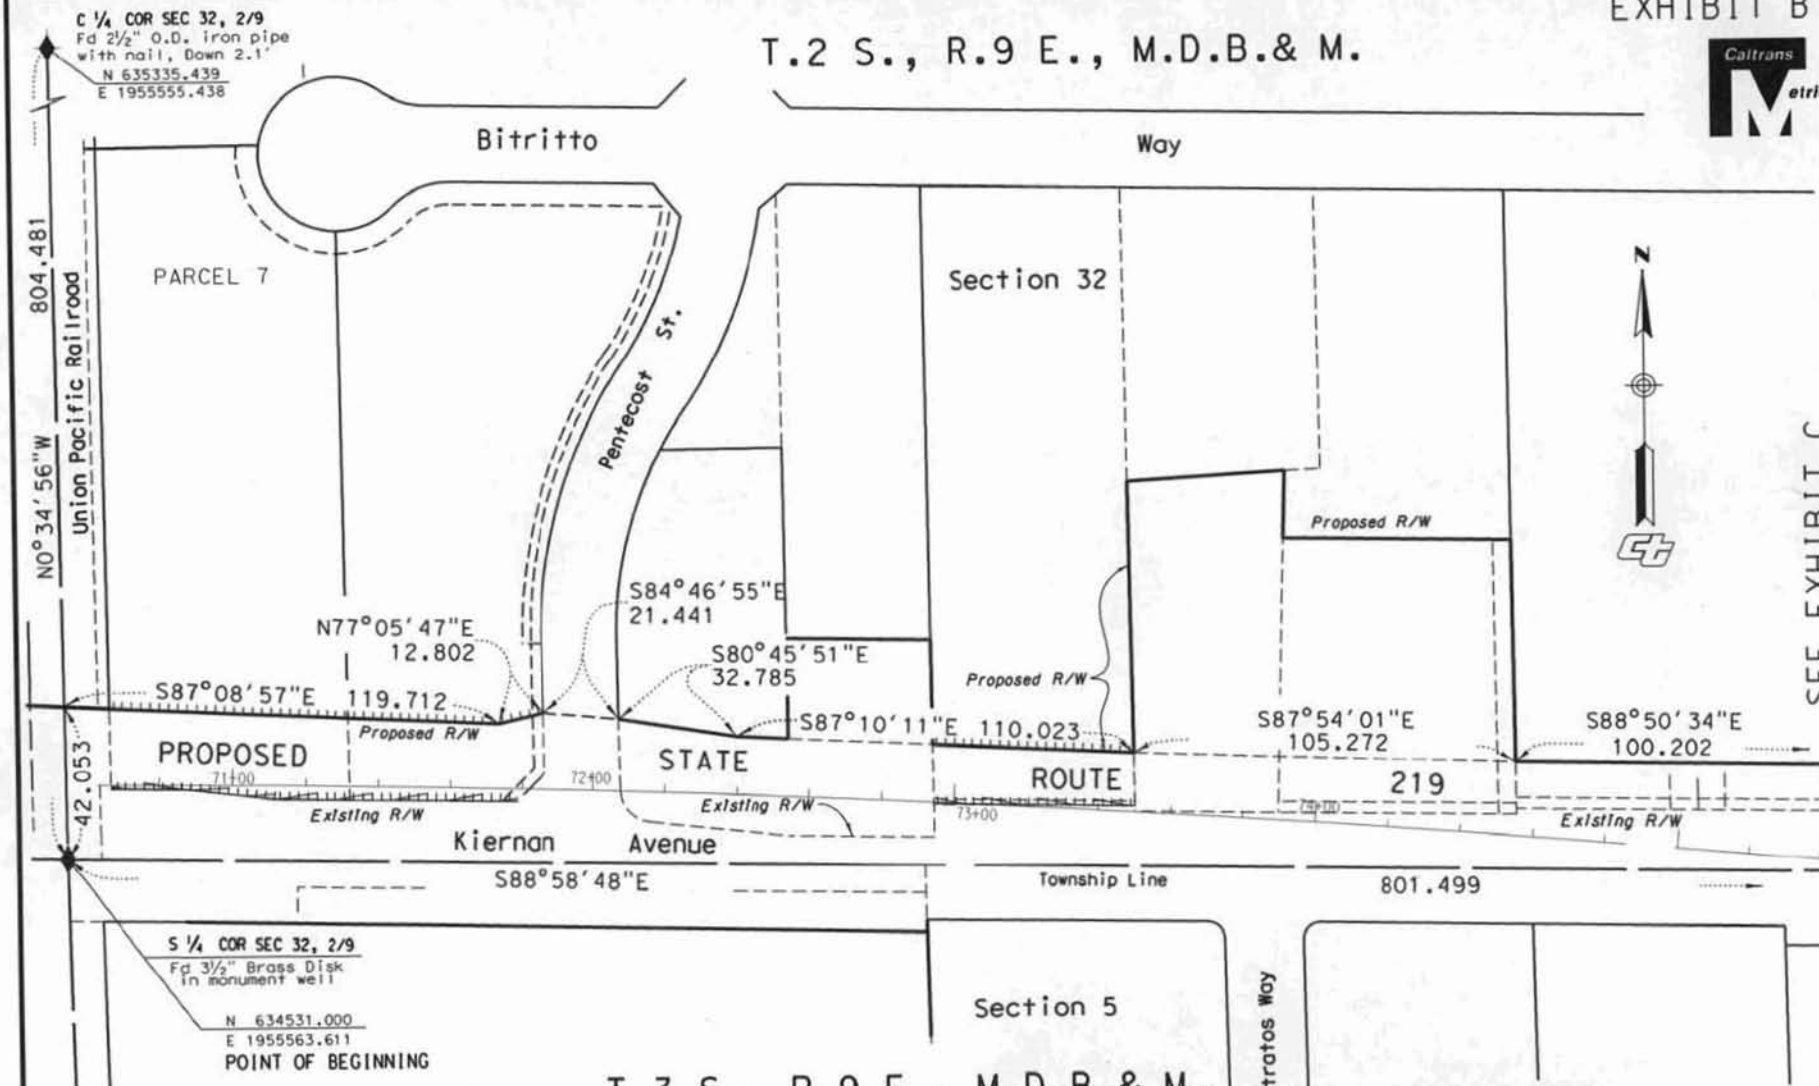 EXHIBIT B
C ¼ COR SEC 32, 2/9
Fd 2½" O.D. iron pipe
with nail, Down 2.1'
N 635335.439
E 1955555.438
T.2 S., R.9 E., M.D.B.& M.
Caltrans
M
Bitritto
Way
804.481
N0°34'56"W
Union Pacific Railroad
PARCEL 7
Section 32
N
Pentecost St.
SEE EXHIBIT C
Proposed R/W
ct
S84°46'55"E
21.441
N77°05'47"E
12.802
S80°45'51"E
32.785
Proposed R/W
S87°08'57"E 119.712
S87°10'11"E 110.023
S87°54'01"E
105.272
S88°50'34"E
100.202
Proposed R/W
42.053
PROPOSED
STATE
ROUTE
219
71+00
72+00
73+00
74+00
Existing R/W
Existing R/W
Existing R/W
Kiernan
Avenue
S88°58'48"E
Township Line
801.499
S ¼ COR SEC 32, 2/9
Fd 3½" Brass Disk
in monument well
N 634531.000
E 1955563.611
POINT OF BEGINNING
Section 5
T.3 S., R.9 E., M.D.B.& M.